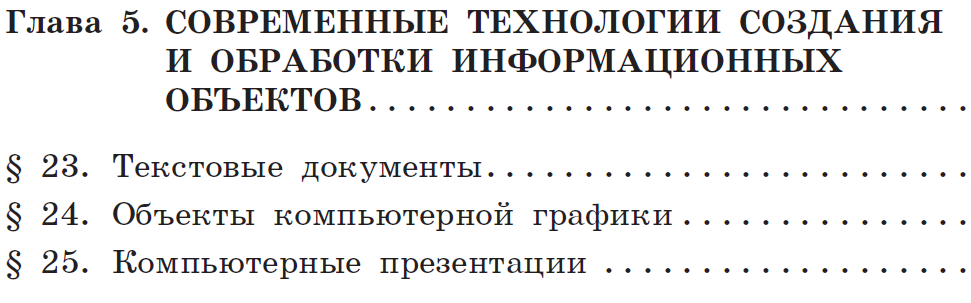 Глава 5. СОВРЕМЕННЫЕ ТЕХНОЛОГИИ СОЗДАНИЯ
И ОБРАБОТКИ ИНФОРМАЦИОННЫХ
ОБЪЕКТОВ . . . . . . . . . . . . . . . . . . . . . . . . . . . . . . .
§ 23. Текстовые документы . . . . . . . . . . . . . . . . . . . . . . . . .
§ 24. Объекты компьютерной графики . . . . . . . . . . . . . . .
§ 25. Компьютерные презентации . . . . . . . . . . . . . . . . . . .